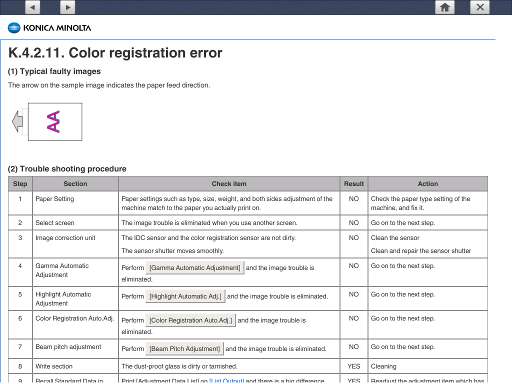 KONICA MINOLTA
K.4.2.11. Color registration error
(1) Typical faulty images
The arrow on the sample image indicates the paper feed direction.
AA
(2) Trouble shooting procedure
Step Section Check item Result Action
1 Paper Setting Paper settings such as type, size, weight, and both sides adjustment of the NO Check the paper type setting of the
machine match to the paper you actually print on. machine, and fix it.
2 Select screen The image trouble is eliminated when you use another screen. NO Go on to the next step.
3 Image correction unit The IDC sensor and the color registration sensor are not dirty. NO Clean the sensor
The sensor shutter moves smoothly. Clean and repair the sensor shutter
4 Gamma Automatic Perform [Gamma Automatic Adjustment] and the image trouble is NO Go on to the next step.
Adjustment eliminated.
5 Highlight Automatic Perform [Highlight Automatic Adj.] and the image trouble is eliminated. NO Go on to the next step.
Adjustment
6 Color Registration Auto.Adj. Perform [Color Registration Auto.Adj.] and the image trouble is NO Go on to the next step.
eliminated.
7 Beam pitch adjustment Perform [Beam Pitch Adjustment] and the image trouble is eliminated. NO Go on to the next step.
8 Write section The dust-proof glass is dirty or tarnished. YES Cleaning
9 Recall Standard Data in Print [Adjustment Data List] on [List Output] and there is a big difference YES Readjust the adjustment item which has